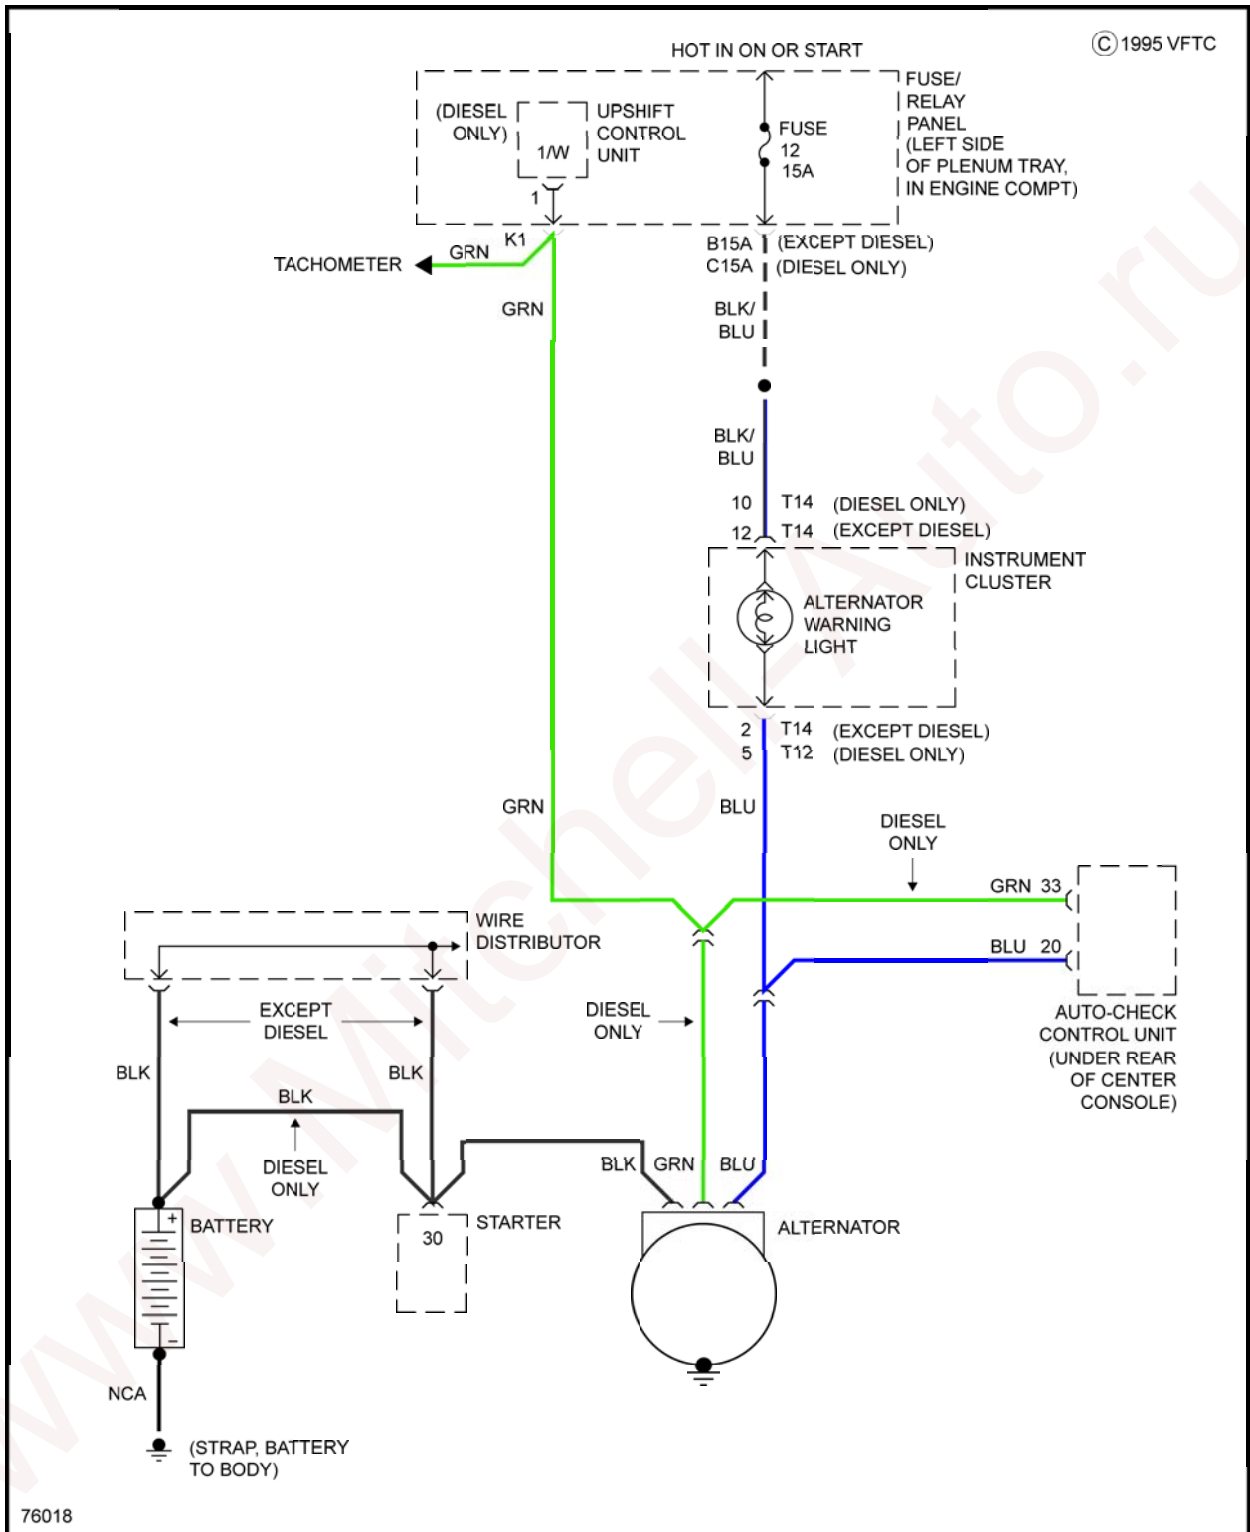 HOT IN ON OR START
© 1995 VFTC
(DIESEL
ONLY)
1/W
UPSHIFT
CONTROL
UNIT
FUSE
12
15A
FUSE/
RELAY
PANEL
(LEFT SIDE
OF PLENUM TRAY,
IN ENGINE COMPT)
1
K1
TACHOMETER
GRN
B15A (EXCEPT DIESEL)
C15A (DIESEL ONLY)
GRN
BLK/
BLU
BLK/
BLU
10 T14 (DIESEL ONLY)
12 T14 (EXCEPT DIESEL)
INSTRUMENT
CLUSTER
ALTERNATOR
WARNING
LIGHT
2 T14 (EXCEPT DIESEL)
5 T12 (DIESEL ONLY)
GRN
BLU
DIESEL
ONLY
GRN 33
BLU 20
AUTO-CHECK
CONTROL UNIT
(UNDER REAR
OF CENTER
CONSOLE)
WIRE
DISTRIBUTOR
EXCEPT
DIESEL
DIESEL
ONLY
BLK
BLK
BLK
DIESEL
ONLY
BLK GRN BLU
+
BATTERY
-
30
STARTER
ALTERNATOR
NCA
(STRAP, BATTERY
TO BODY)
76018
www.Mitchell-Auto.ru